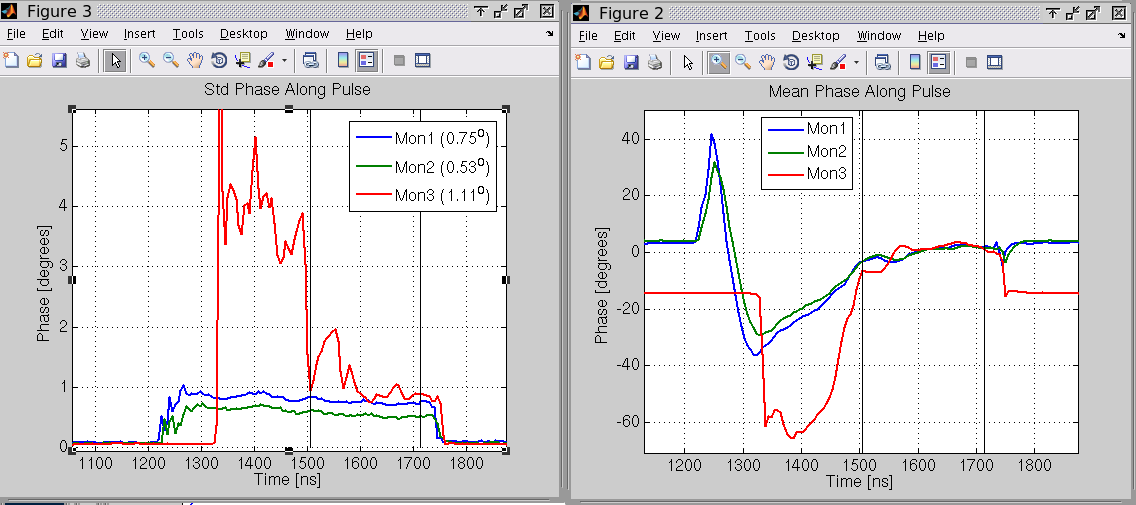 Figure 3
File Edit View Insert Tools Desktop Window Help
Std Phase Along Pulse
Mon1 (0.75º)
Mon2 (0.53º)
Mon3 (1.11º)
5
4
3
2
1
0
Phase [degrees]
1100 1200 1300 1400 1500 1600 1700 1800
Time [ns]
Figure 2
File Edit View Insert Tools Desktop Window Help
Mean Phase Along Pulse
Mon1
Mon2
Mon3
40
20
0
-20
-40
-60
Phase [degrees]
1200 1300 1400 1500 1600 1700 1800
Time [ns]